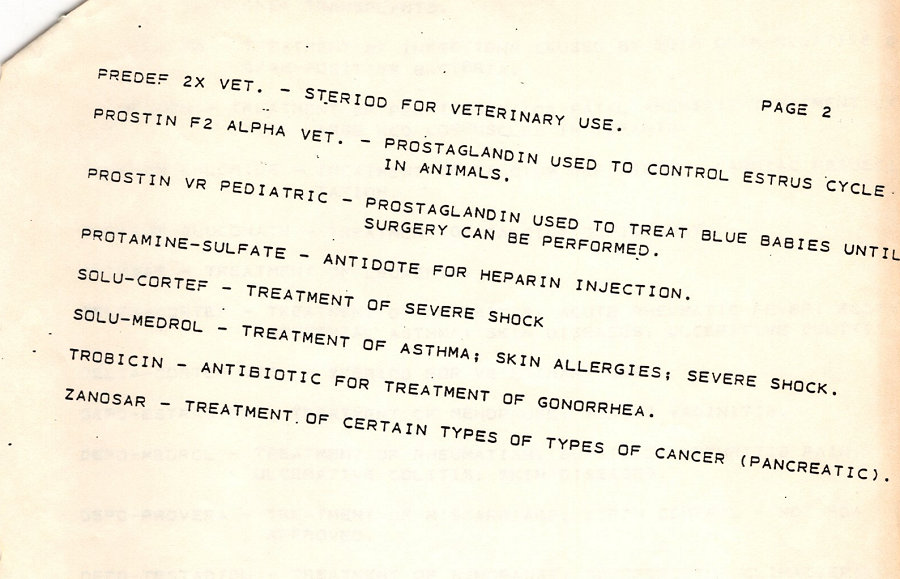 PAGE 2
PREDEF 2X VET. - STERIOD FOR VETERINARY USE.
PROSTIN F2 ALPHA VET. - PROSTAGLANDIN USED TO CONTROL ESTRUS CYCLE
IN ANIMALS.
PROSTIN VR PEDIATRIC - PROSTAGLANDIN USED TO TREAT BLUE BABIES UNTIL
SURGERY CAN BE PERFORMED.
PROTAMINE-SULFATE - ANTIDOTE FOR HEPARIN INJECTION.
SOLU-CORTEF - TREATMENT OF SEVERE SHOCK
SOLU-MEDROL - TREATMENT OF ASTHMA; SKIN ALLERGIES; SEVERE SHOCK.
TROBICIN - ANTIBIOTIC FOR TREATMENT OF GONORRHEA.
ZANOSAR - TREATMENT OF CERTAIN TYPES OF TYPES OF CANCER (PANCREATIC).